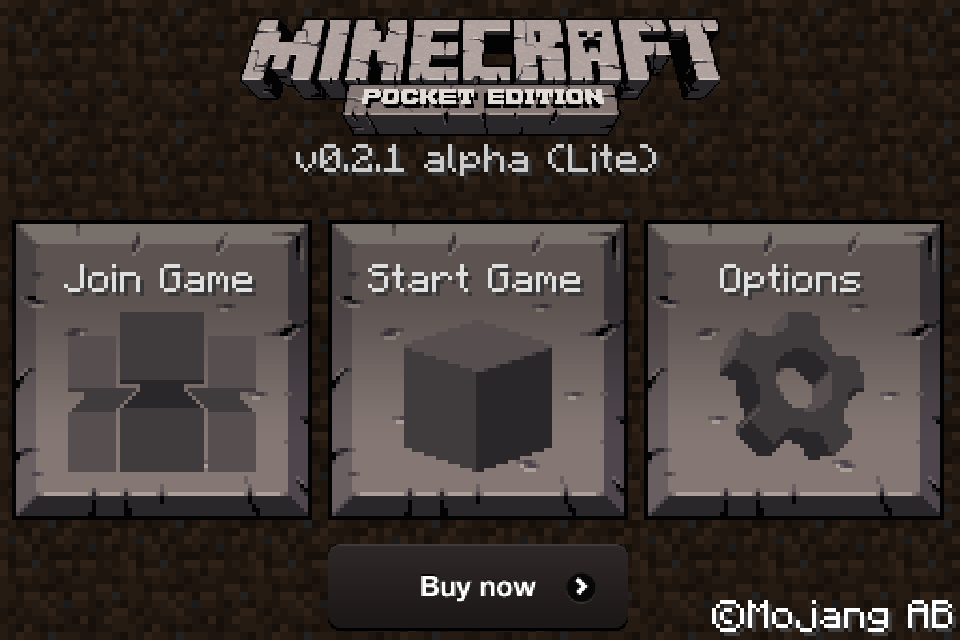 MINECRAFT
POCKET EDITION
v0.2.1 alpha (Lite)
Join Game
Start Game
Options
Buy now
©Mojang AB